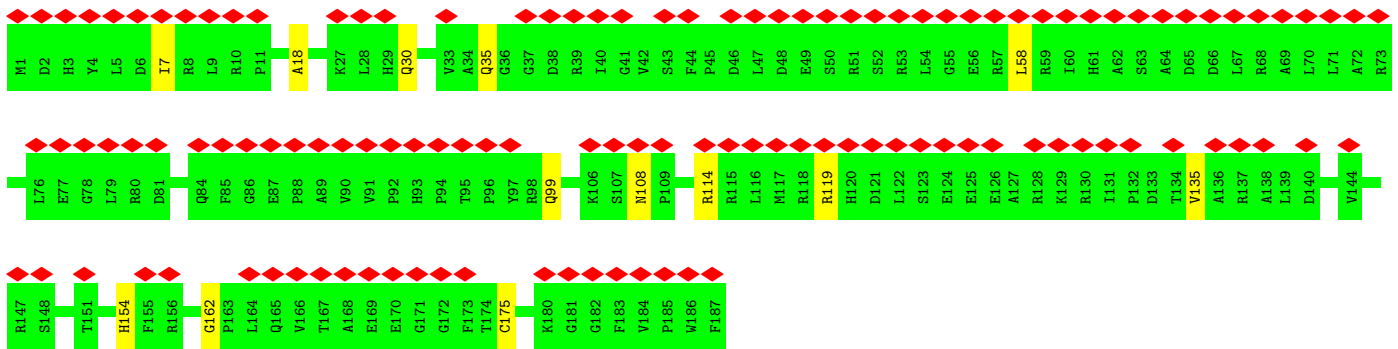 M1 D2 H3 Y4 L5 D6 I7 R8 L9 R10 P11 A18 K27 L28 H29 Q30 V33 A34 Q35 G36 G37 D38 R39 I40 G41 V42 S43 F44 P45 D46 L47 D48 E49 S50 R51 S52 R53 L54 G55 E56 R57 L58 R59 I60 H61 A62 S63 A64 D65 D66 L67 R68 A69 L70 L71 A72 R73
L76 E77 G78 L79 R80 D81 Q84 F85 G86 E87 P88 A89 V90 V91 P92 H93 P94 T95 P96 Y97 R98 Q99 K106 S107 N108 P109 R114 R115 L116 M117 R118 R119 H120 D121 L122 S123 E124 E125 E126 A127 R128 K129 R130 I131 P132 D133 T134 V135 A136 R137 A138 L139 D140 V144
R147 S148 T151 H154 F155 R156 G162 P163 L164 Q165 V166 T167 A168 E169 E170 G171 G172 F173 T174 C175 K180 G181 G182 F183 V184 P185 W186 F187